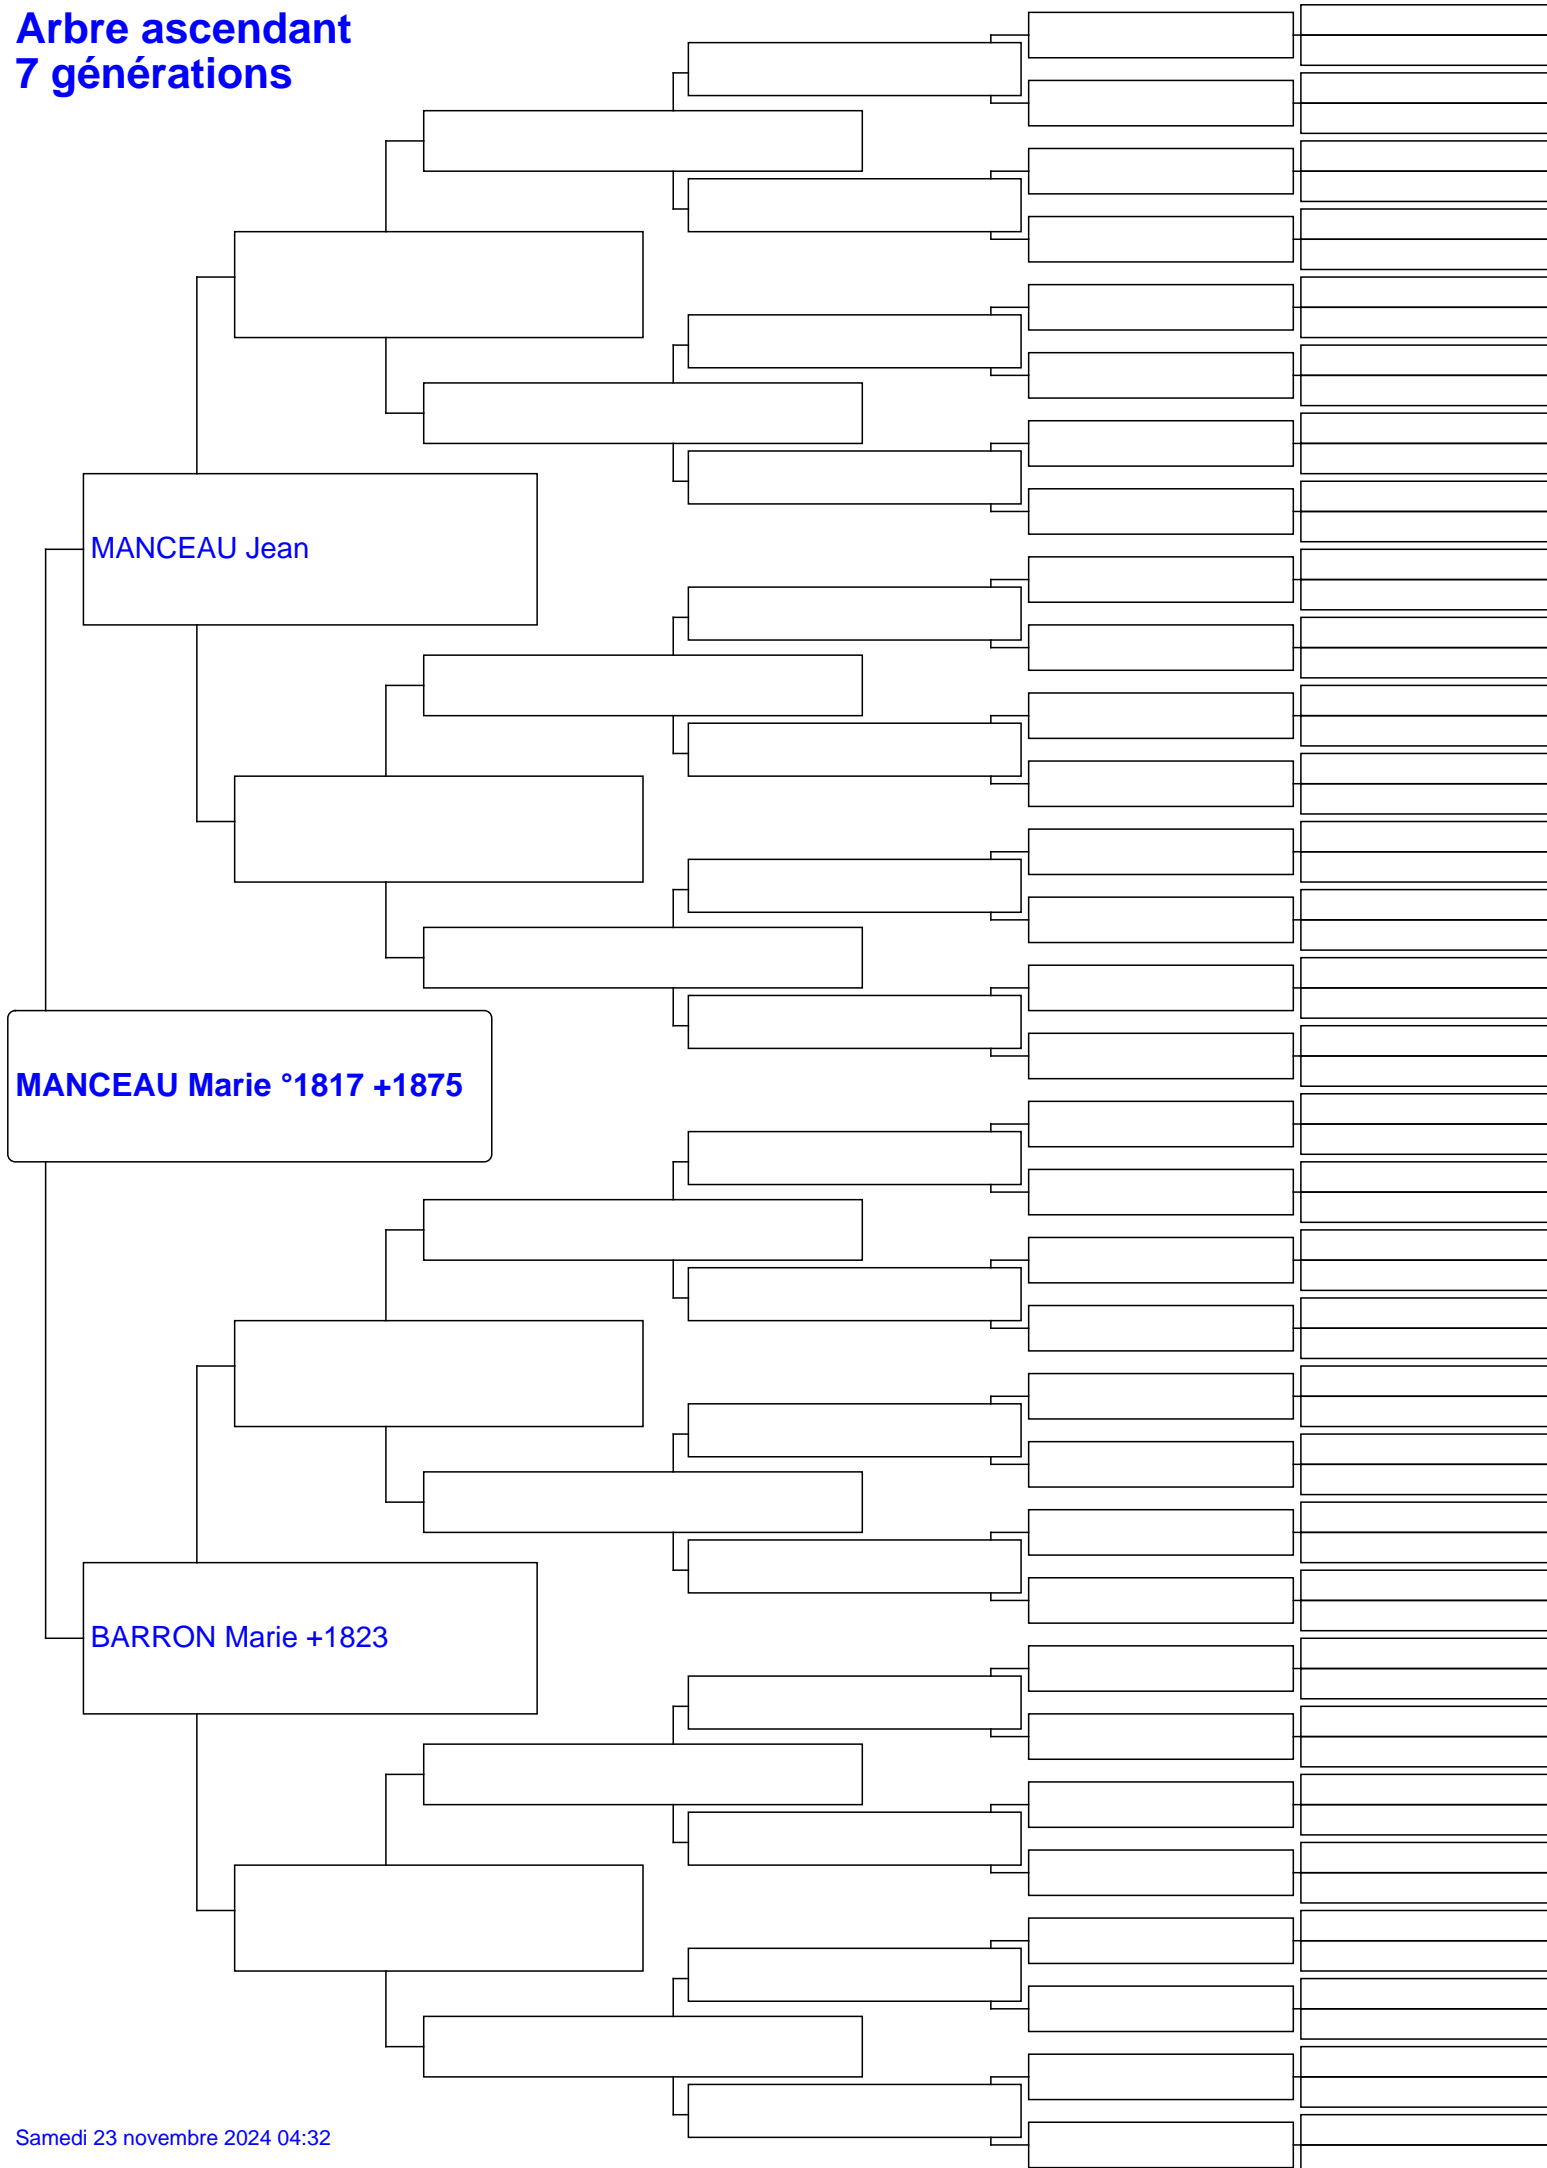 Arbre ascendant
7 générations
MANCEAU Jean
MANCEAU Marie °1817 +1875
BARRON Marie +1823
Samedi 23 novembre 2024 04:32